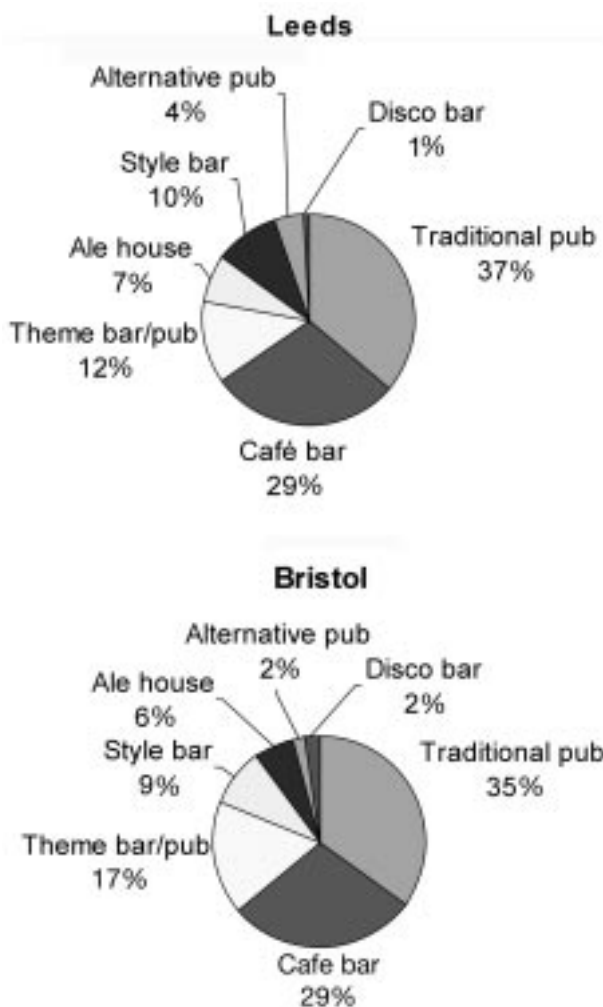 Leeds
Alternative pub
4%
Disco bar
1%
Style bar
10%
Traditional pub
37%
Ale house
7%
Theme bar/pub
12%
Café bar
29%
Bristol
Alternative pub
2%
Disco bar
2%
Ale house
6%
Traditional pub
35%
Style bar
9%
Theme bar/pub
17%
Cafe bar
29%